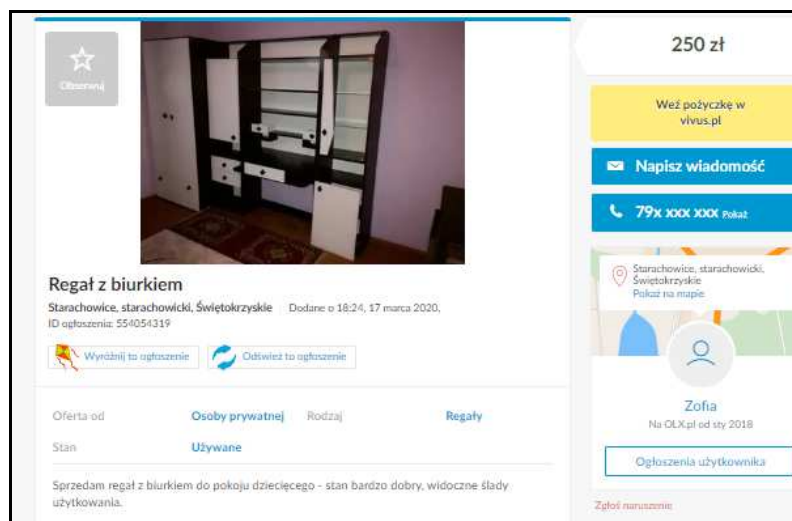 Obserwuj
Regał z biurkiem
Starachowice, starachowicki, Świętokrzyskie Dodane o 18:24, 17 marca 2020,
ID ogłoszenia: 554054319
Wyróżnij to ogłoszenie Odśwież to ogłoszenie
Oferta od Osoby prywatnej Rodzaj Regały
Stan Używane
Sprzedam regał z biurkiem do pokoju dziecięcego - stan bardzo dobry, widoczne ślady
użytkowania.
250 zł
Weź pożyczkę w
vivus.pl
Napisz wiadomość
79x xxx xxx Pokaż
Starachowice, starachowicki,
Świętokrzyskie
Pokaż na mapie
Zofia
Na OLX.pl od sty 2018
Ogłoszenia użytkownika
Zgłoś naruszenie